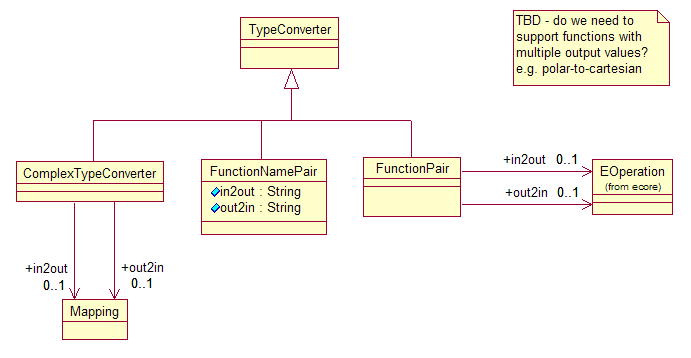 TypeConverter
TBD - do we need to
support functions with
multiple output values?
e.g. polar-to-cartesian
ComplexTypeConverter
FunctionNamePair
in2out : String
out2in : String
FunctionPair
+in2out 0..1
+out2in 0..1
EOperation
(from ecore)
+in2out
0..1
+out2in
0..1
Mapping